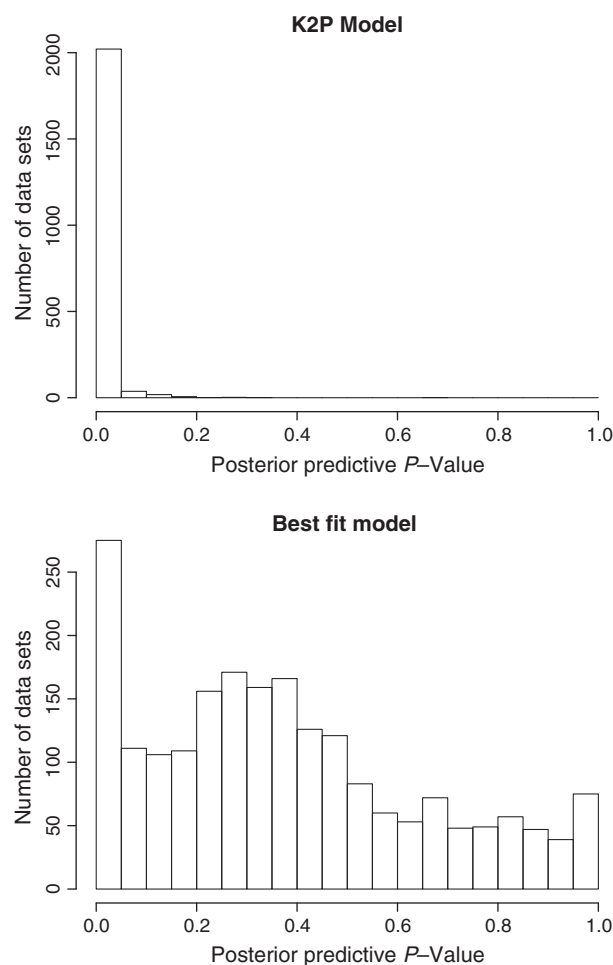 K2P Model
Number of data sets
2000
1500
1000
500
0
0.0 0.2 0.4 0.6 0.8 1.0
Posterior predictive P–Value
Best fit model
Number of data sets
250
200
150
100
50
0
0.0 0.2 0.4 0.6 0.8 1.0
Posterior predictive P–Value